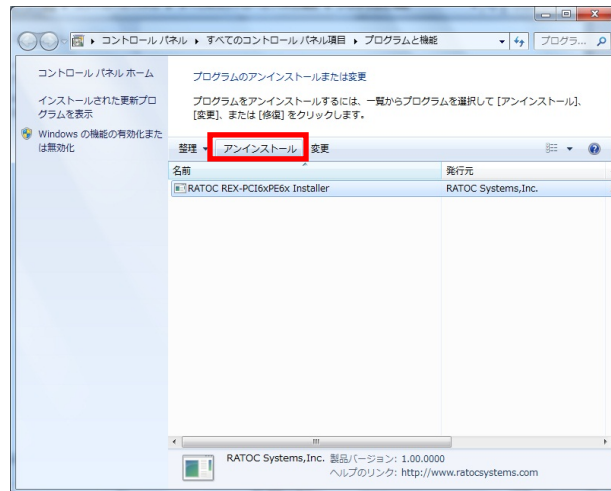 コントロール パネル ▸ すべてのコントロール パネル項目 ▸ プログラムと機能
プログラ...
コントロール パネル ホーム
インストールされた更新プロ
グラムを表示
Windows の機能の有効化また
は無効化
プログラムのアンインストールまたは変更
プログラムをアンインストールするには、一覧からプログラムを選択して [アンインストール]、
[変更]、または [修復] をクリックします。
整理 ▼ アンインストール 変更
名前 発行元
RATOC REX-PCI6xPE6x Installer RATOC Systems,Inc.
RATOC Systems,Inc. 製品バージョン: 1.00.0000
ヘルプのリンク: http://www.ratocsystems.com